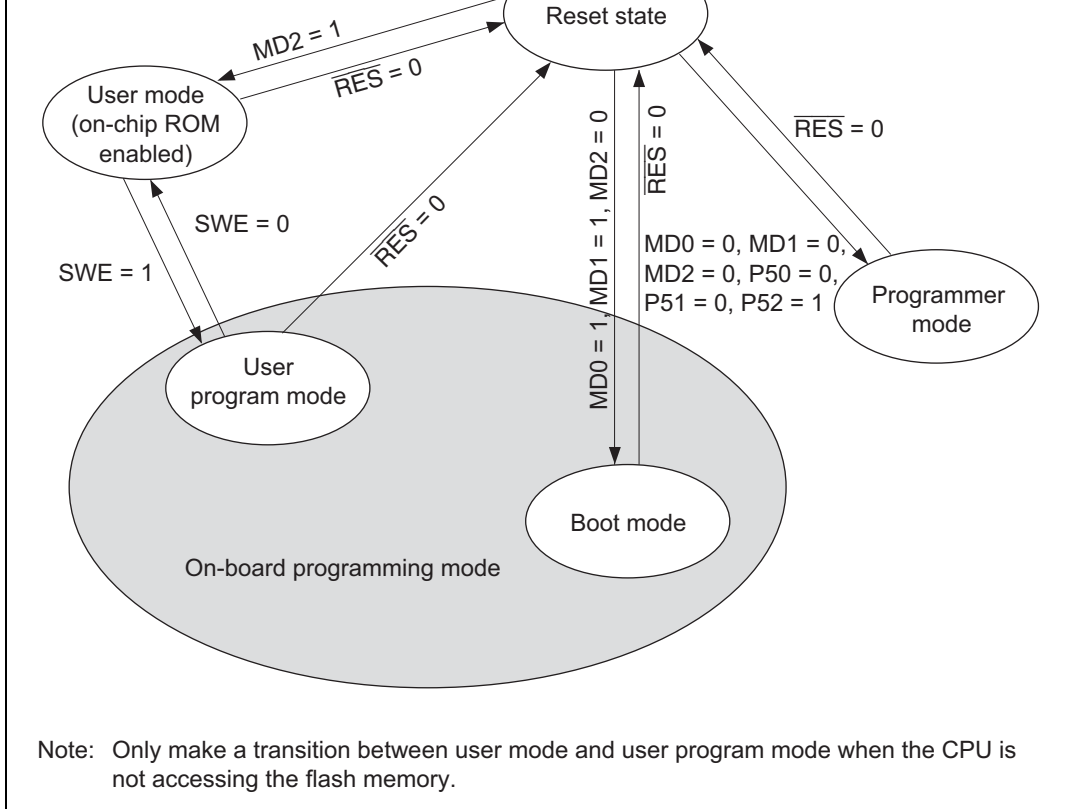 Reset state
MD2 = 1
RES = 0
User mode
(on-chip ROM
enabled)
RES = 0
SWE = 0
SWE = 1
RES = 0
MD0 = 1, MD1 = 1, MD2 = 0
RES = 0
MD0 = 0, MD1 = 0,
MD2 = 0, P50 = 0,
P51 = 0, P52 = 1
Programmer
mode
User
program mode
Boot mode
On-board programming mode
Note: Only make a transition between user mode and user program mode when the CPU is
not accessing the flash memory.